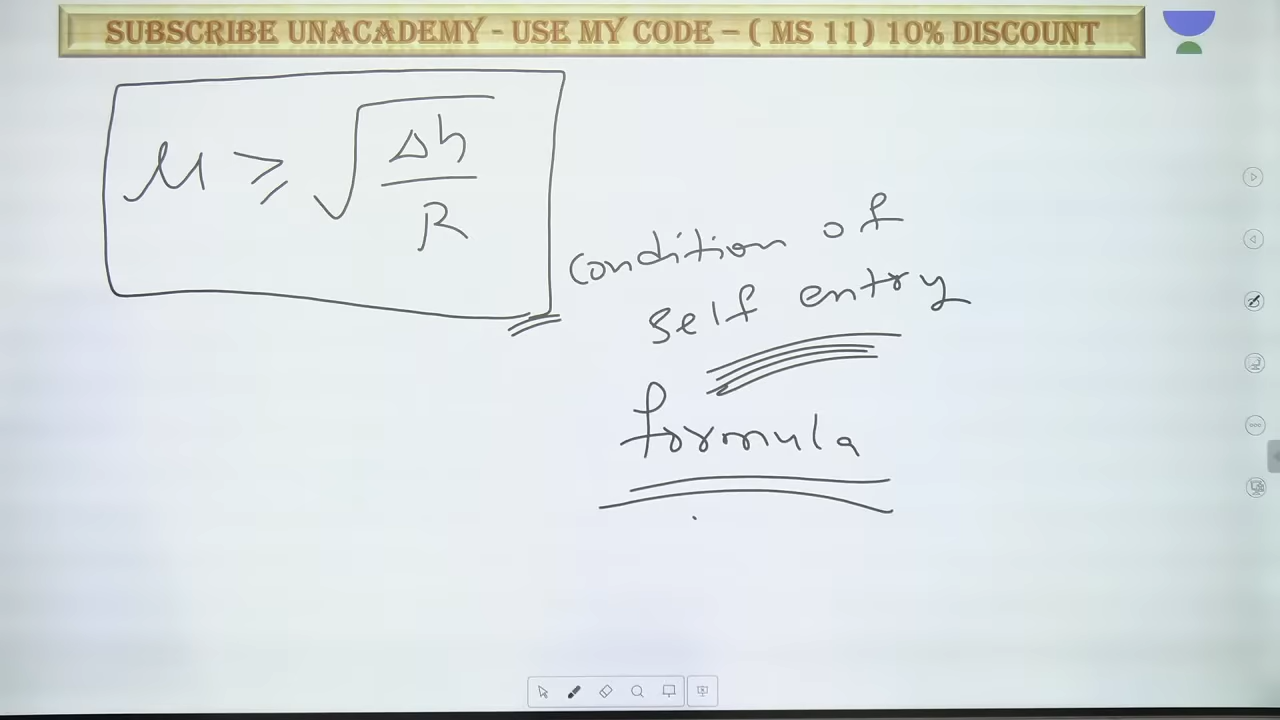 SUBSCRIBE UNACADEMY - USE MY CODE – ( MS 11) 10% DISCOUNT
μ ≥ √(Δh/R)
condition of
self entry
formula